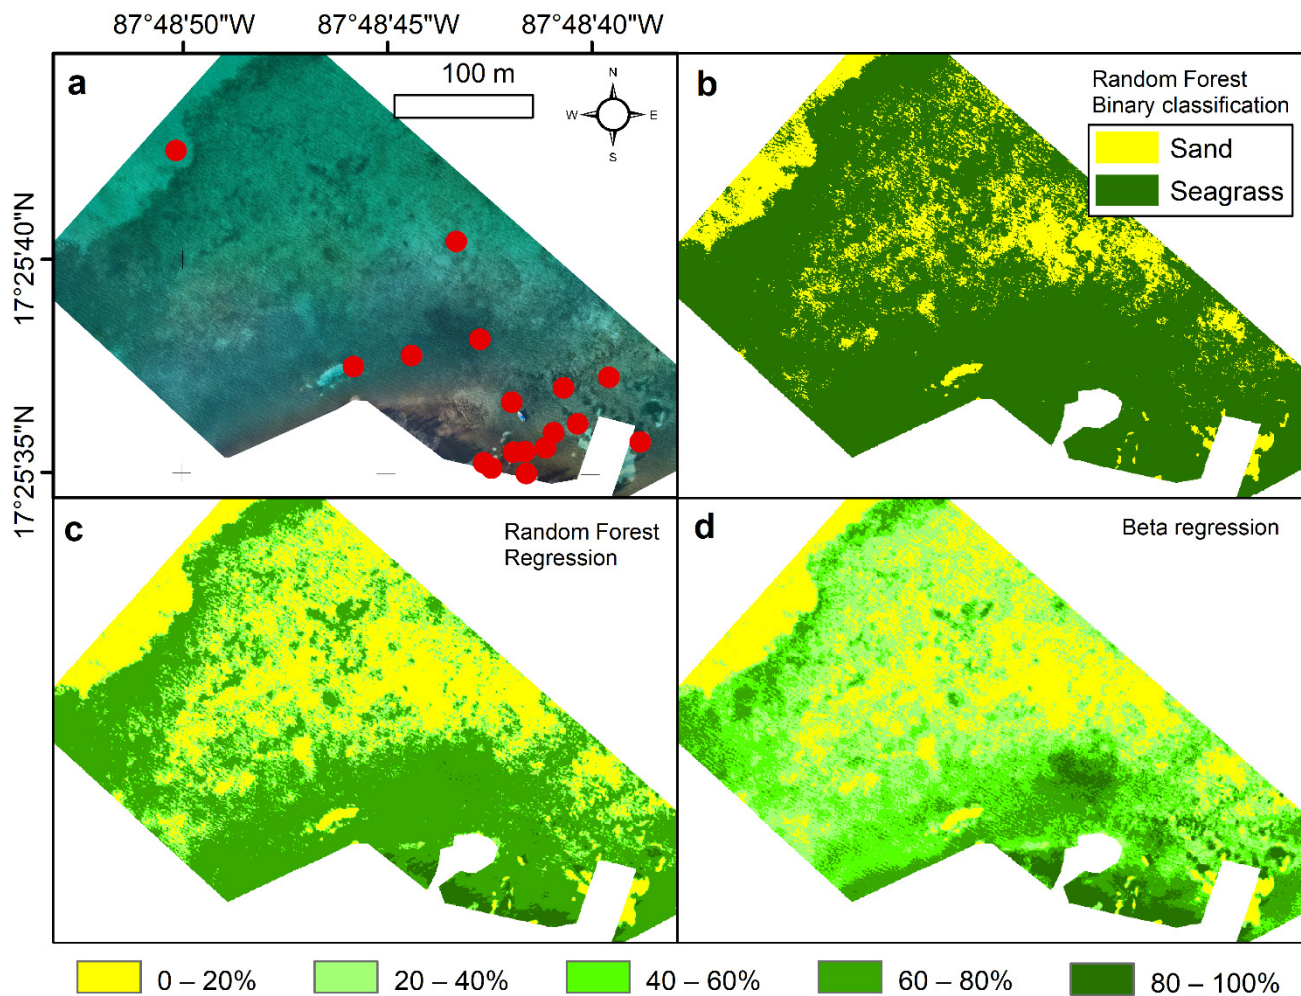 87°48'50"W
87°48'45"W
87°48'40"W
a
100 m
N
W
E
S
17°25'40"N
17°25'35"N
b
Random Forest
Binary classification
Sand
Seagrass
c
Random Forest
Regression
d
Beta regression
0 – 20%
20 – 40%
40 – 60%
60 – 80%
80 – 100%